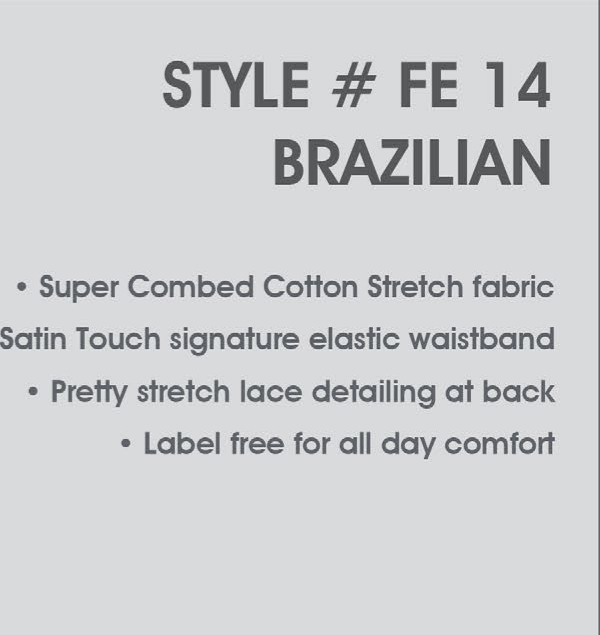 STYLE # FE 14
BRAZILIAN
• Super Combed Cotton Stretch fabric
Satin Touch signature elastic waistband
• Pretty stretch lace detailing at back
• Label free for all day comfort